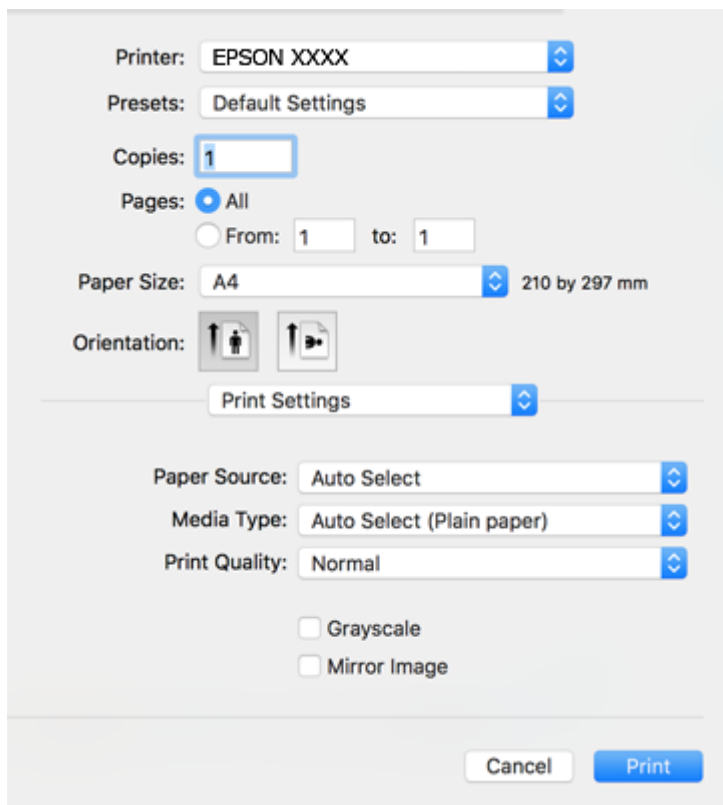 Printer: EPSON XXXX
Presets: Default Settings
Copies: 1
Pages: All
From: 1 to: 1
Paper Size: A4 210 by 297 mm
Orientation:
Print Settings
Paper Source: Auto Select
Media Type: Auto Select (Plain paper)
Print Quality: Normal
Grayscale
Mirror Image
Cancel Print